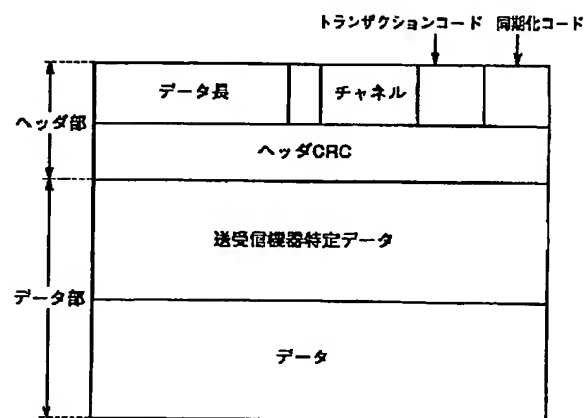 トランザクションコード 同期化コード
データ長 チャネル
ヘッダ部
ヘッダCRC
送受信機器特定データ
データ部
データ